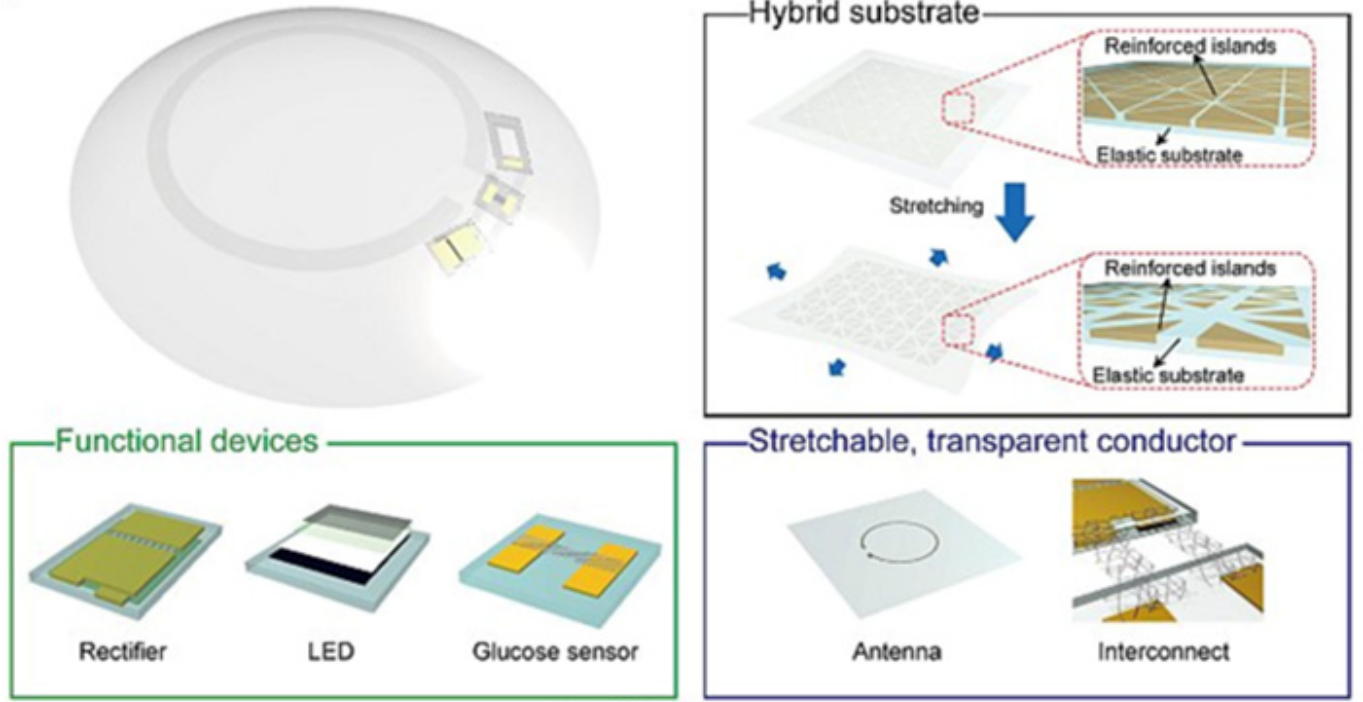 Hybrid substrate
Reinforced islands
Elastic substrate
Stretching
Reinforced islands
Elastic substrate
Functional devices
Rectifier
LED
Glucose sensor
Stretchable, transparent conductor
Antenna
Interconnect